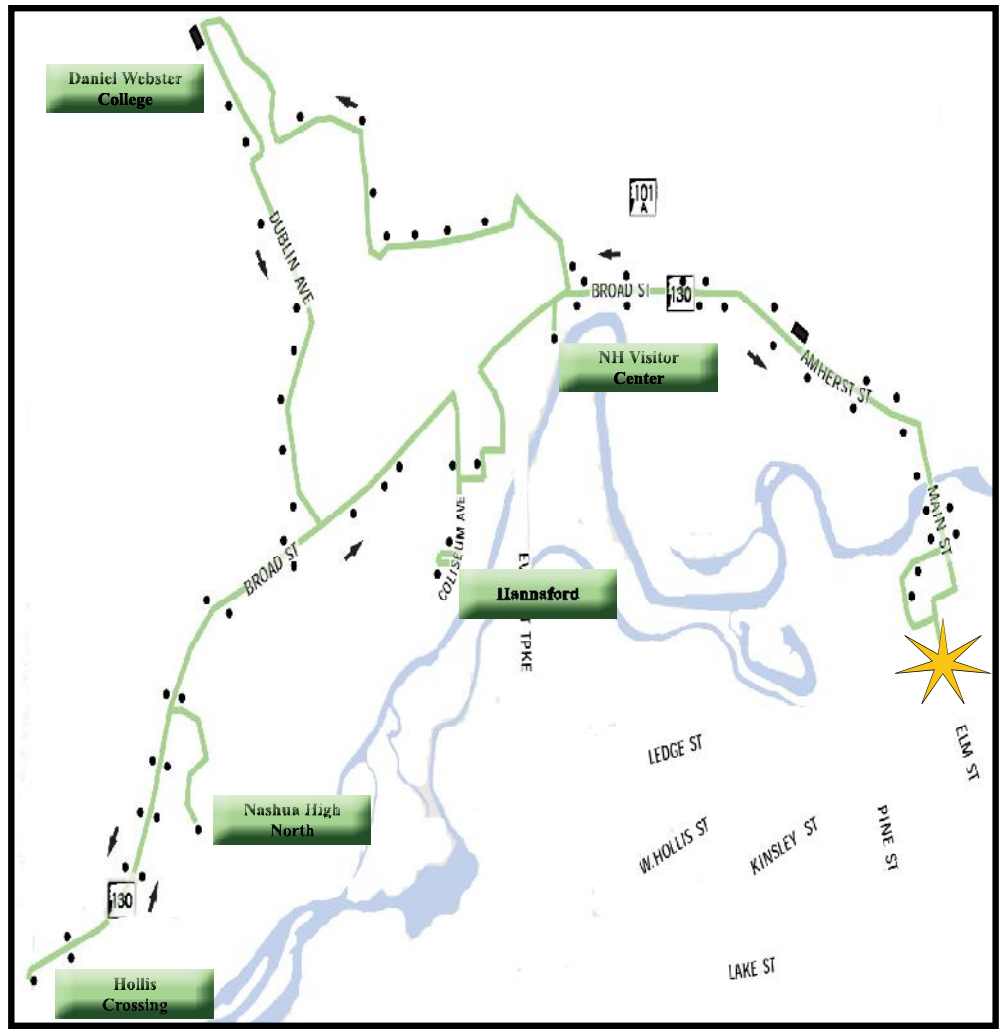 Daniel Webster
College
101
A
DUBLIN AVE
BROAD ST
130
NH Visitor
Center
AMHERST ST
MAIN ST
COLISEUM AVE
BROAD ST
Hannaford
TPKE
LEDGE ST
ELM ST
Nashua High
North
W.HOLLIS ST
KINSLEY ST
PINE ST
130
LAKE ST
Hollis
Crossing